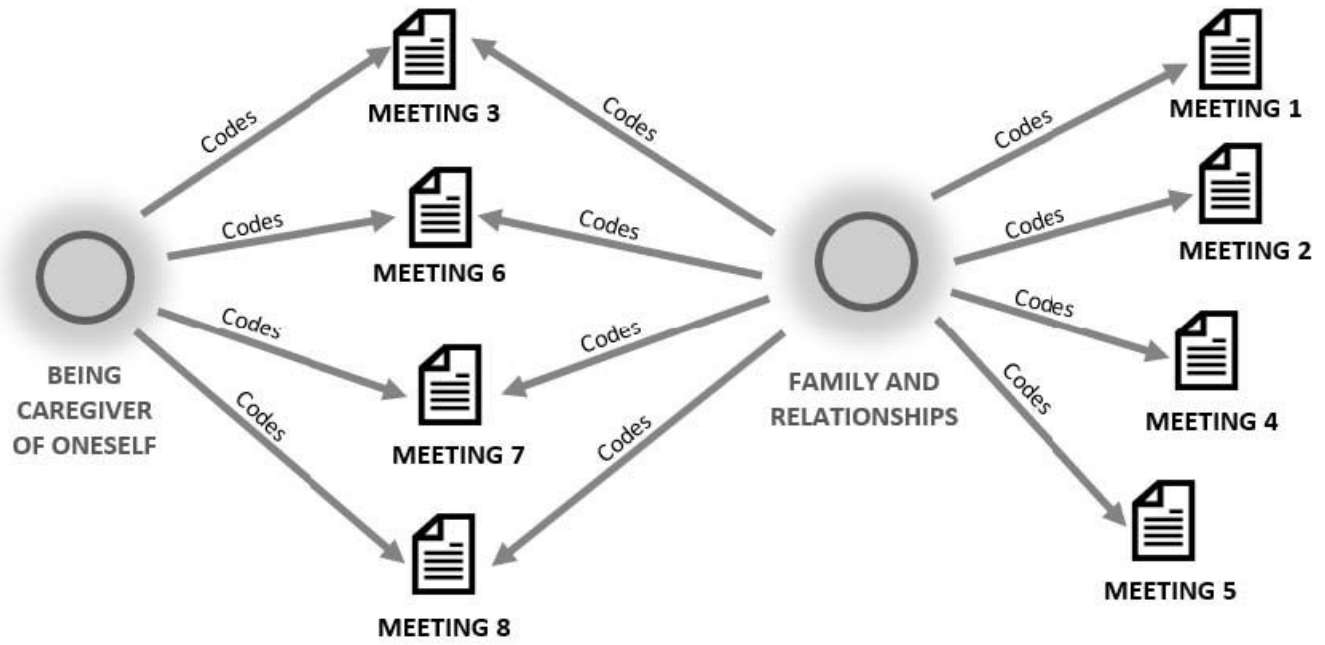 MEETING 3
MEETING 1
Codes
Codes
Codes
MEETING 2
Codes
Codes
Codes
MEETING 6
Codes
Codes
Codes
BEING
CAREGIVER
OF ONESELF
FAMILY AND
RELATIONSHIPS
MEETING 4
Codes
Codes
Codes
MEETING 7
MEETING 5
MEETING 8